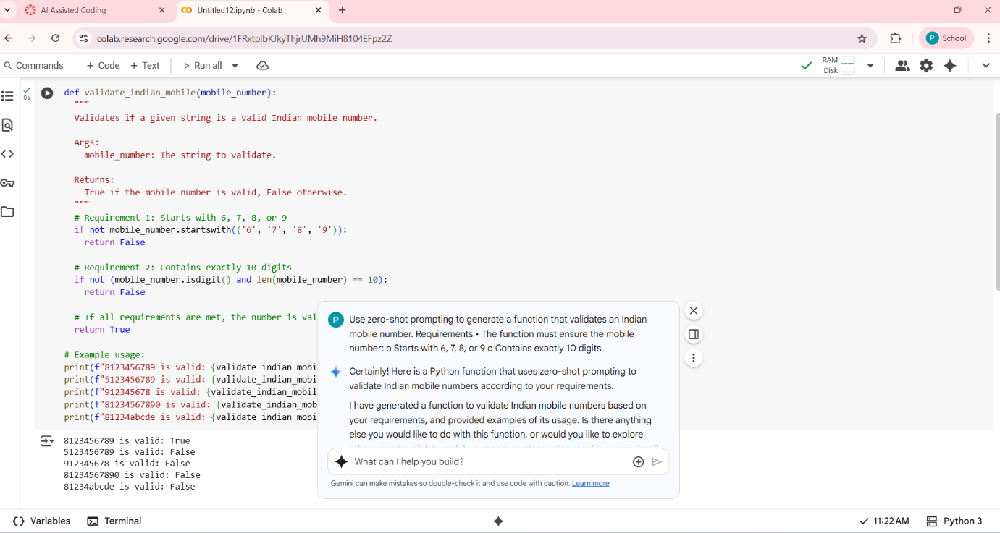 AI Assisted Coding
Untitled12.ipynb - Colab
colab.research.google.com/drive/1FRxtplbKJkyThjrUMh9MiH8104EFpz2Z
P School
Commands + Code + Text Run all RAM
Disk
0s
def validate_indian_mobile(mobile_number):
"""
Validates if a given string is a valid Indian mobile number.
Args:
mobile_number: The string to validate.
Returns:
True if the mobile number is valid, False otherwise.
"""
# Requirement 1: Starts with 6, 7, 8, or 9
if not mobile_number.startswith(('6', '7', '8', '9')):
return False
# Requirement 2: Contains exactly 10 digits
if not (mobile_number.isdigit() and len(mobile_number) == 10):
return False
# If all requirements are met, the number is val
return True
# Example usage:
print(f"8123456789 is valid: {validate_indian_mobi
print(f"5123456789 is valid: {validate_indian_mobi
print(f"912345678 is valid: {validate_indian_mobil
print(f"81234567890 is valid: {validate_indian_mob
print(f"81234abcde is valid: {validate_indian_mobi
8123456789 is valid: True
5123456789 is valid: False
912345678 is valid: False
81234567890 is valid: False
81234abcde is valid: False
P Use zero-shot prompting to generate a function that validates an Indian
mobile number. Requirements • The function must ensure the mobile
number: o Starts with 6, 7, 8, or 9 o Contains exactly 10 digits
Certainly! Here is a Python function that uses zero-shot prompting to
validate Indian mobile numbers according to your requirements.
I have generated a function to validate Indian mobile numbers based on
your requirements, and provided examples of its usage. Is there anything
else you would like to do with this function, or would you like to explore
What can I help you build?
Gemini can make mistakes so double-check it and use code with caution. Learn more
{} Variables Terminal 11:22 AM Python 3